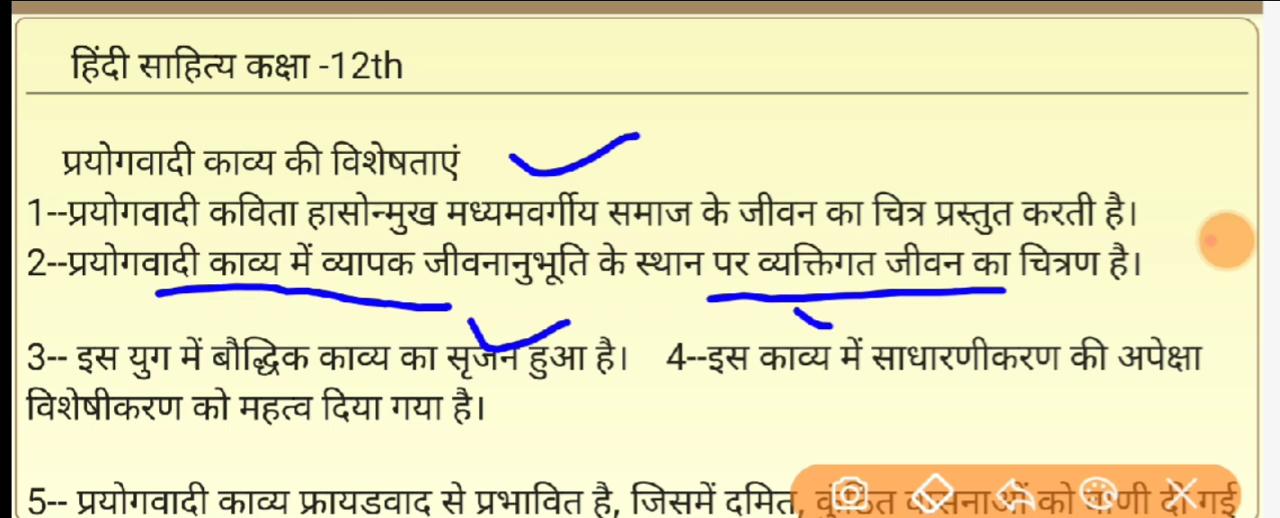 हिंदी साहित्य कक्षा -12th
प्रयोगवादी काव्य की विशेषताएं
1--प्रयोगवादी कविता हासोन्मुख मध्यमवर्गीय समाज के जीवन का चित्र प्रस्तुत करती है।
2--प्रयोगवादी काव्य में व्यापक जीवनानुभूति के स्थान पर व्यक्तिगत जीवन का चित्रण है।
3-- इस युग में बौद्धिक काव्य का सृजन हुआ है। 4--इस काव्य में साधारणीकरण की अपेक्षा
विशेषीकरण को महत्व दिया गया है।
5-- प्रयोगवादी काव्य फ्रायडवाद से प्रभावित है, जिसमें दमित, को गई